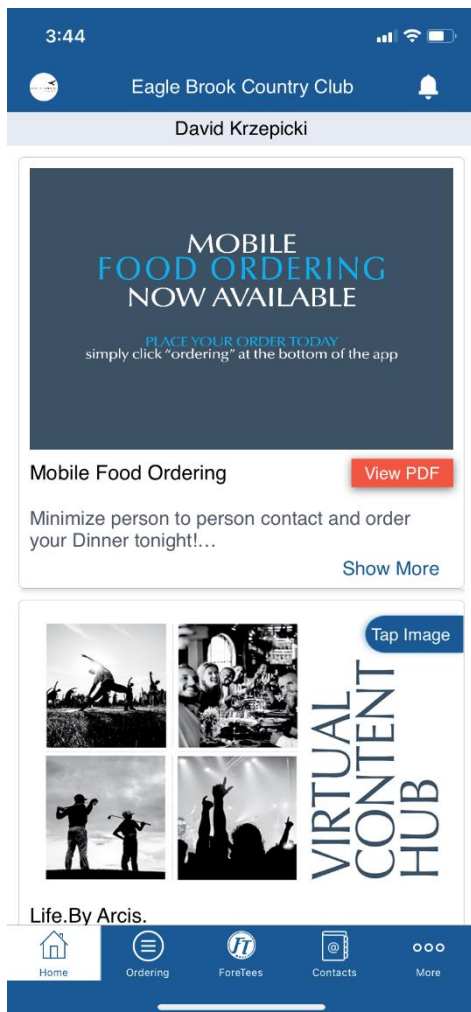 3:44
Eagle Brook Country Club
David Krzepicki
MOBILE
FOOD ORDERING
NOW AVAILABLE
PLACE YOUR ORDER TODAY
simply click "ordering" at the bottom of the app
Mobile Food Ordering
View PDF
Minimize person to person contact and order
your Dinner tonight!...
Show More
Tap Image
VIRTUAL
CONTENT
HUB
Life.By Arcis.
Home
Ordering
FT
ForeTees
@
Contacts
More